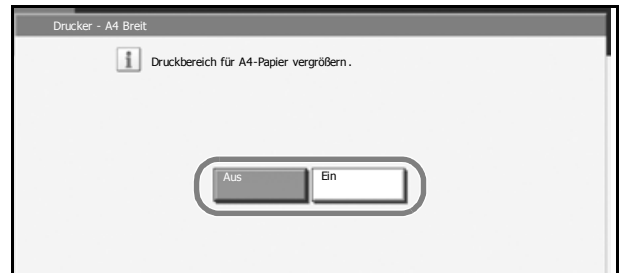 Drucker - A4 Breit
Druckbereich für A4-Papier vergrößern.
Aus
Ein